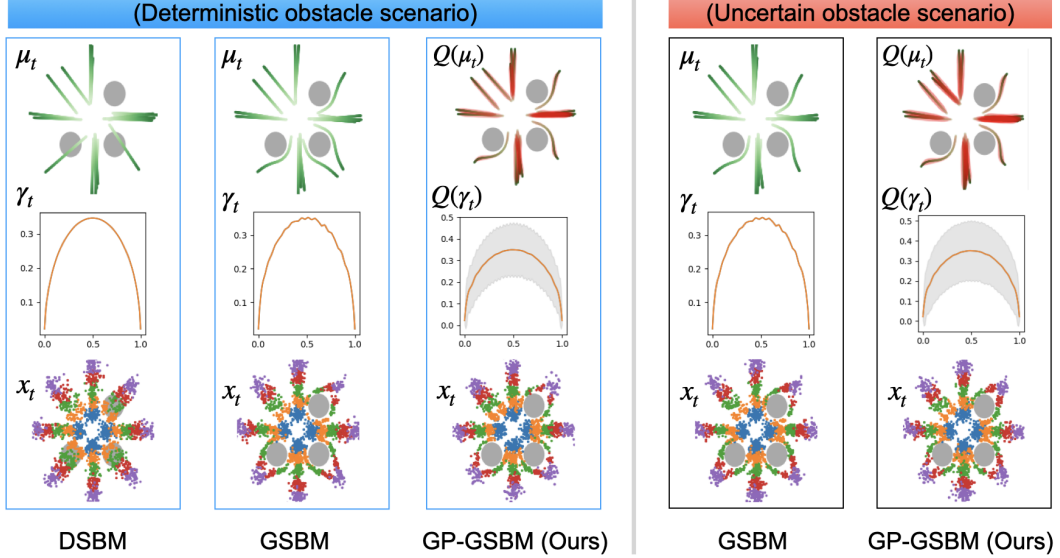 (Deterministic obstacle scenario)
(Uncertain obstacle scenario)
μt
μt
Q(μt)
μt
Q(μt)
γt
γt
Q(γt)
γt
Q(γt)
0.3
0.2
0.1
0.0 0.5 1.0
0.3
0.2
0.1
0.0 0.5 1.0
0.5
0.4
0.3
0.2
0.1
0.0
0.0 0.5 1.0
0.3
0.2
0.1
0.0 0.5 1.0
0.5
0.4
0.3
0.2
0.1
0.0
0.0 0.5 1.0
xt
xt
xt
xt
xt
DSBM
GSBM
GP-GSBM (Ours)
GSBM
GP-GSBM (Ours)